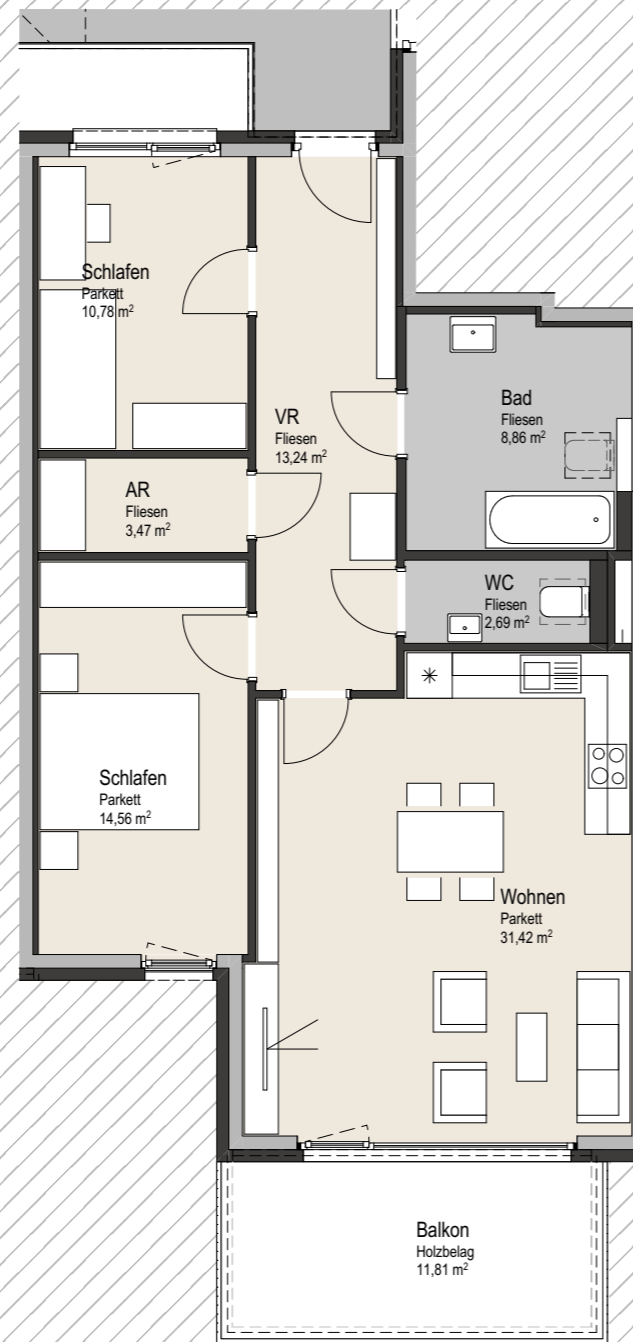 Schlafen
Parkett
10,78 m²
VR
Fliesen
13,24 m²
Bad
Fliesen
8,86 m²
AR
Fliesen
3,47 m²
WC
Fliesen
2,69 m²
Schlafen
Parkett
14,56 m²
Wohnen
Parkett
31,42 m²
Balkon
Holzbelag
11,81 m²